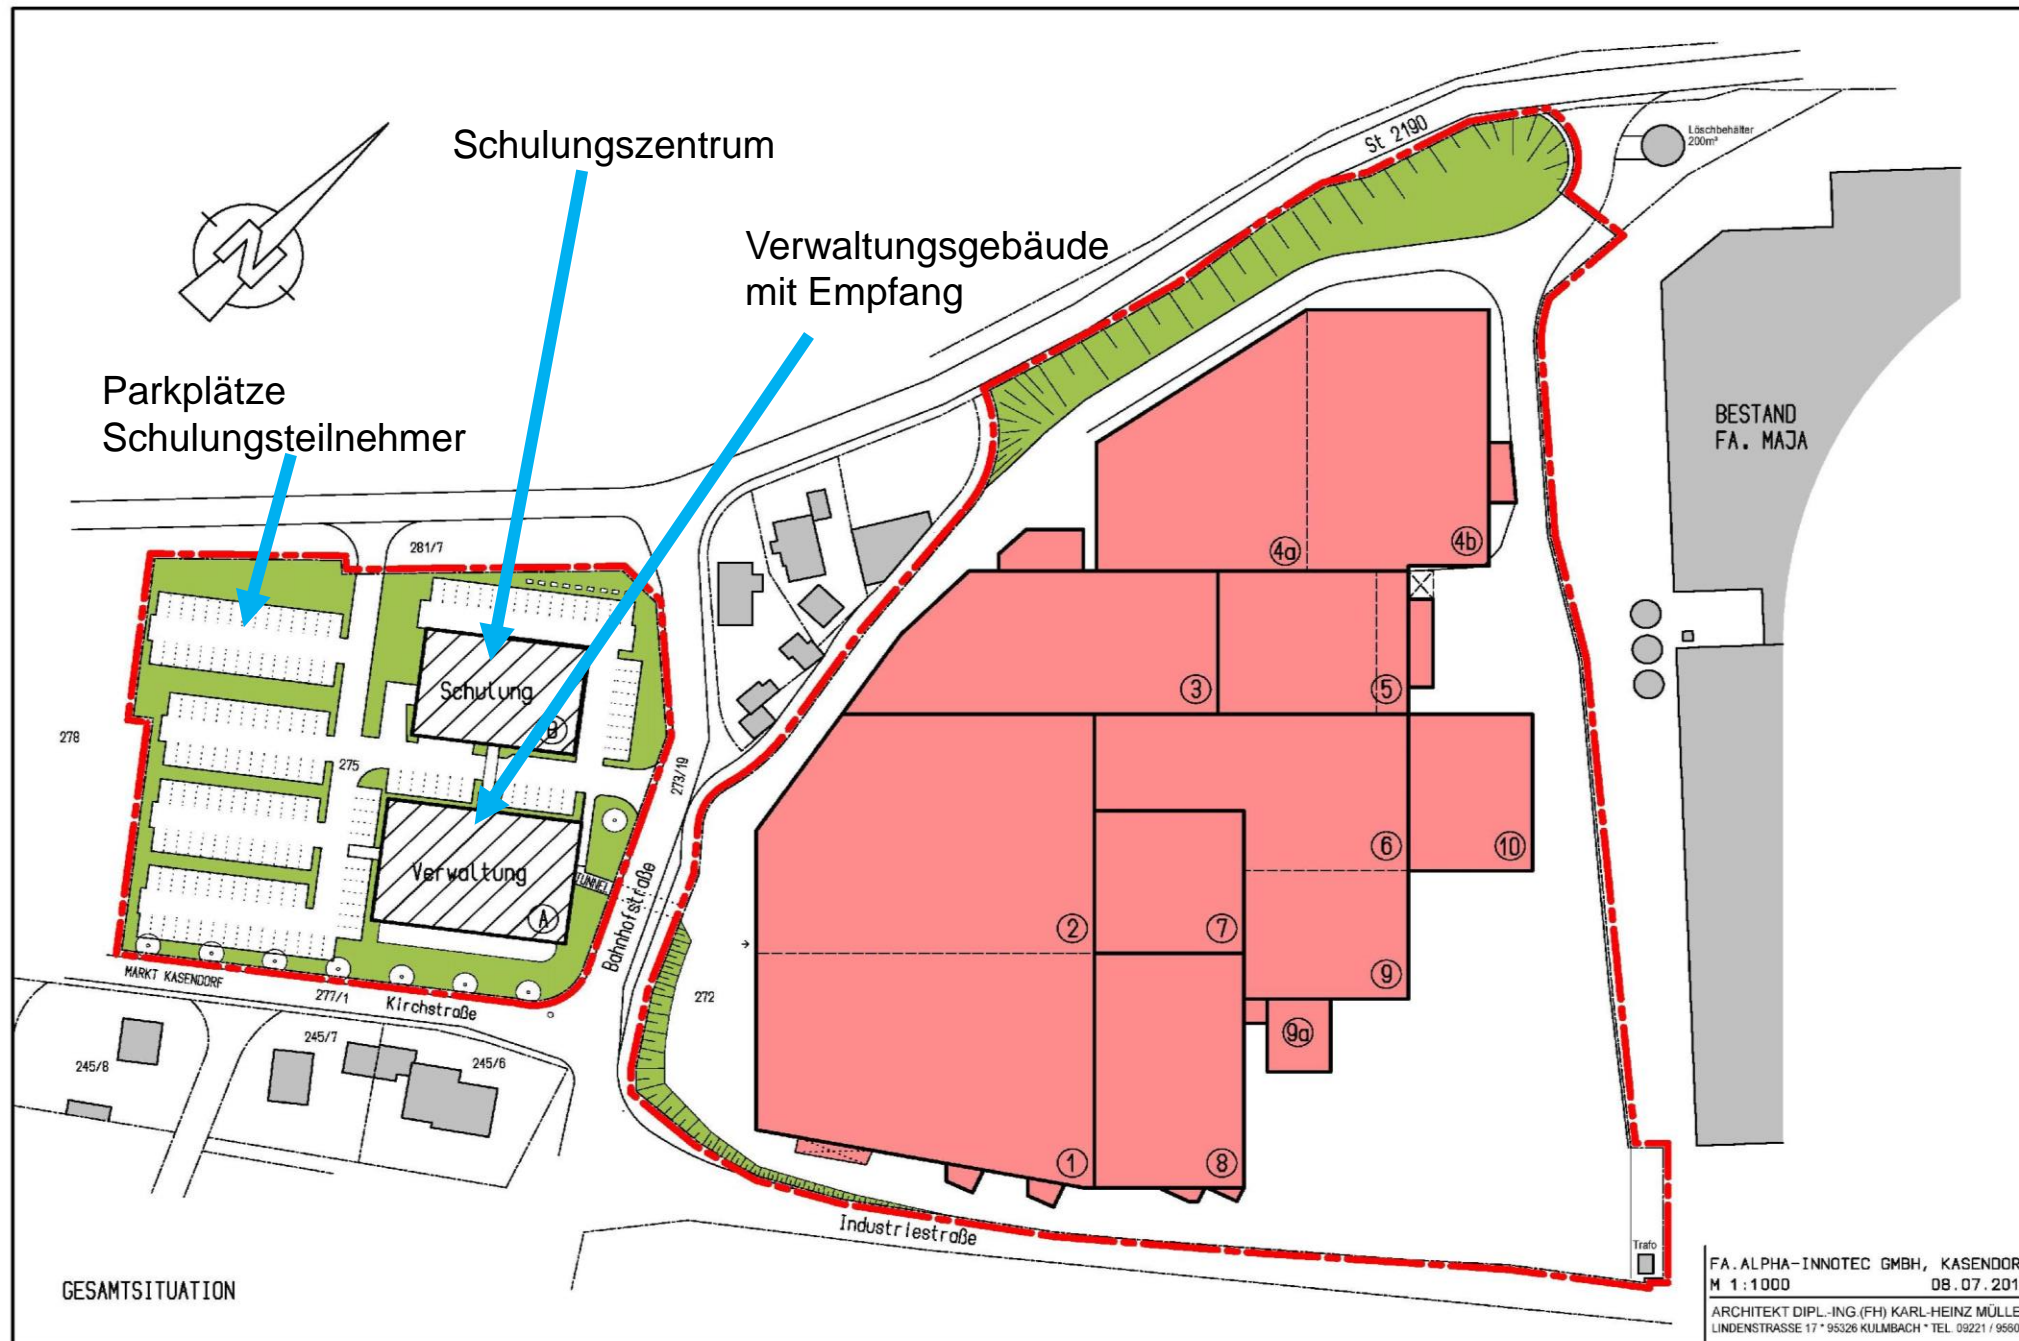 Schulungszentrum
Verwaltungsgebäude
mit Empfang
Parkplätze
Schulungsteilnehmer
N
St 2190
Löschbehälter
200m³
BESTAND
FA. MAJA
281/7
278
275
Schulung
B
Verwaltung
A
TUNNEL
273/19
Bahnhofstraße
272
MARKT KASENDORF
277/1
Kirchstraße
245/8
245/7
245/6
4a
4b
3
5
2
7
6
10
9
9a
1
8
Industriestraße
Trafo
GESAMTSITUATION
FA.ALPHA-INNOTEC GMBH, KASENDOR
M 1:1000 08.07.201
ARCHITEKT DIPL.-ING.(FH) KARL-HEINZ MÜLLE
LINDENSTRASSE 17 * 95326 KULMBACH * TEL. 09221 / 9560